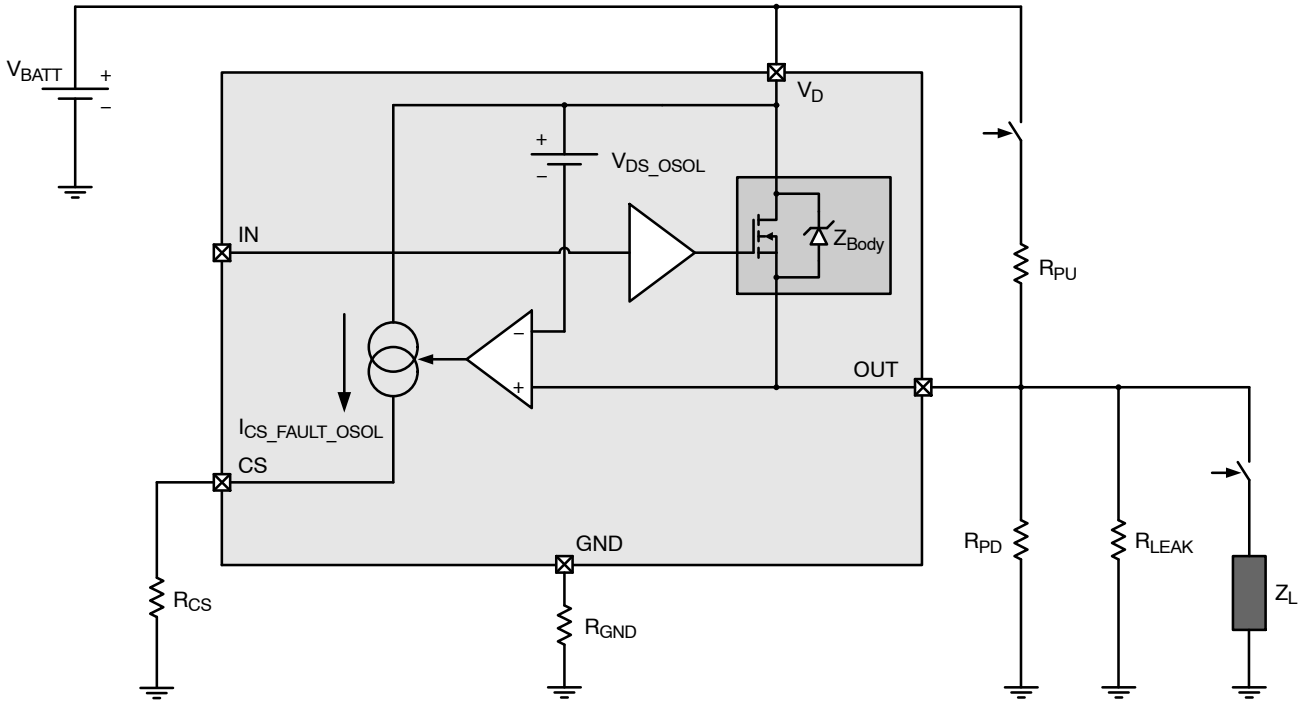 V_BATT
+
−
V_D
+
−
V_DS_OSOL
IN
Z_Body
R_PU
−
+
OUT
I_CS_FAULT_OSOL
CS
GND
R_CS
R_GND
R_PD
R_LEAK
Z_L